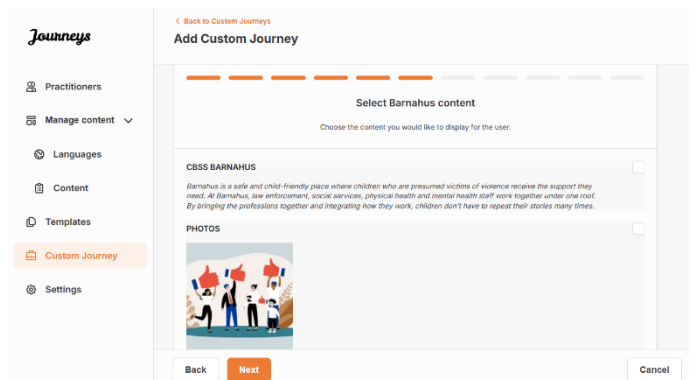 Journeys
Practitioners
Manage content
Languages
Content
Templates
Custom Journey
Settings
Back to Custom Journeys
Add Custom Journey
Select Barnahus content
Choose the content you would like to display for the user.
CBSS BARNAHUS
Barnahus is a safe and child-friendly place where children who are presumed victims of violence receive the support they
need. At Barnahus, law enforcement, social services, physical health and mental health staff work together under one roof.
By bringing the professions together and integrating how they work, children don't have to repeat their stories many times.
PHOTOS
Back
Next
Cancel